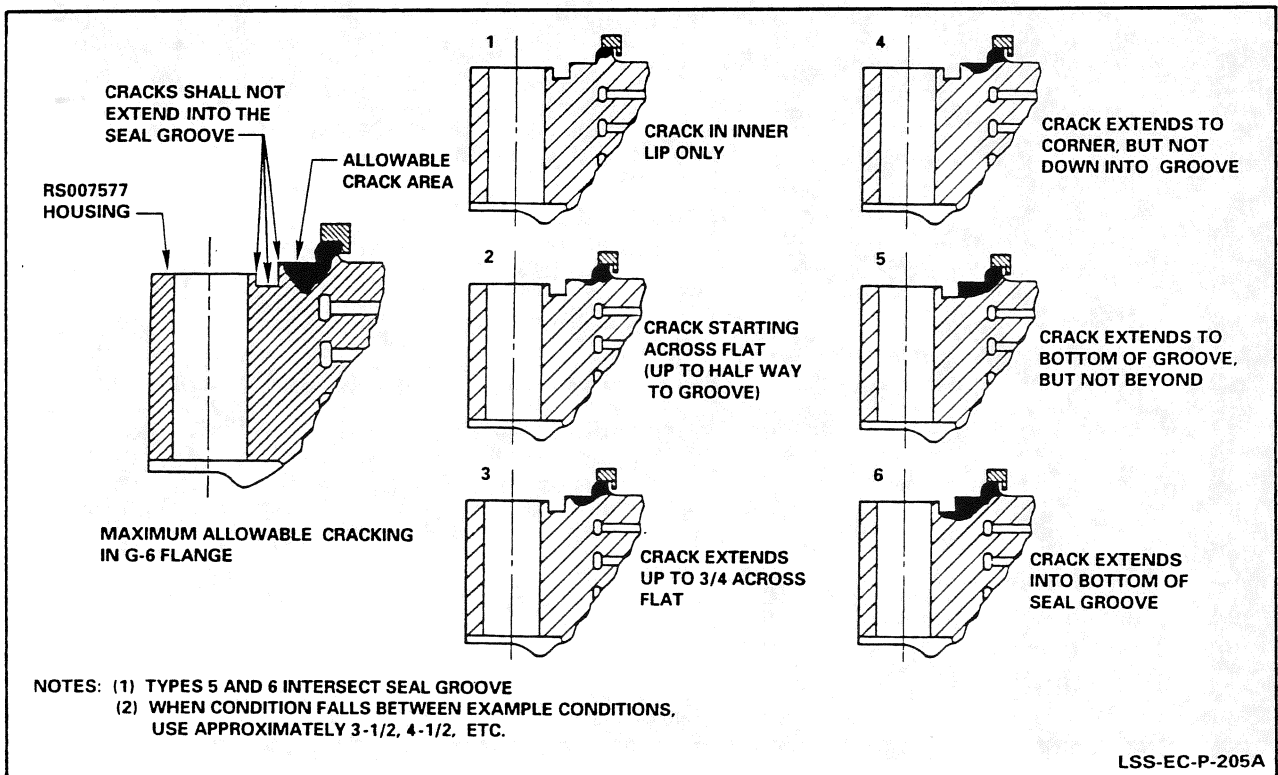 CRACKS SHALL NOT
EXTEND INTO THE
SEAL GROOVE
ALLOWABLE
CRACK AREA
RS007577
HOUSING
MAXIMUM ALLOWABLE CRACKING
IN G-6 FLANGE
1
CRACK IN INNER
LIP ONLY
2
CRACK STARTING
ACROSS FLAT
(UP TO HALF WAY
TO GROOVE)
3
CRACK EXTENDS
UP TO 3/4 ACROSS
FLAT
4
CRACK EXTENDS TO
CORNER, BUT NOT
DOWN INTO GROOVE
5
CRACK EXTENDS TO
BOTTOM OF GROOVE,
BUT NOT BEYOND
6
CRACK EXTENDS
INTO BOTTOM OF
SEAL GROOVE
NOTES: (1) TYPES 5 AND 6 INTERSECT SEAL GROOVE
(2) WHEN CONDITION FALLS BETWEEN EXAMPLE CONDITIONS,
USE APPROXIMATELY 3-1/2, 4-1/2, ETC.
LSS-EC-P-205A